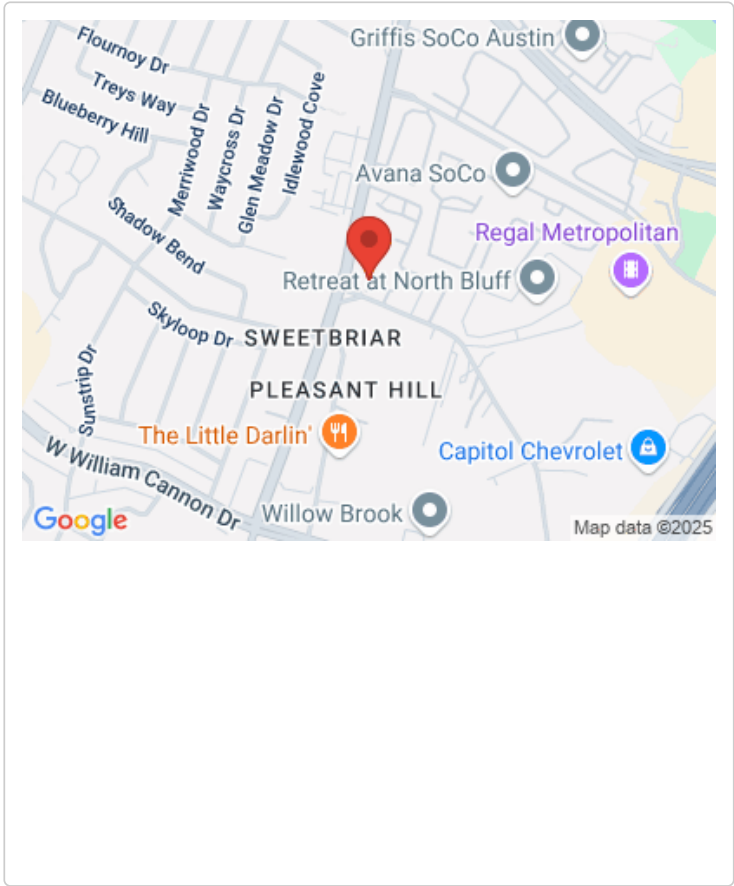 Griffis SoCo Austin
Flournoy Dr
Treys Way
Blueberry Hill
Merriwood Dr
Waycross Dr
Glen Meadow Dr
Idlewood Cove
Avana SoCo
Shadow Bend
Regal Metropolitan
Retreat at North Bluff
Skyloop Dr
SWEETBRIAR
Sunstrip Dr
PLEASANT HILL
The Little Darlin'
Capitol Chevrolet
W William Cannon Dr
Willow Brook
Google
Map data ©2025